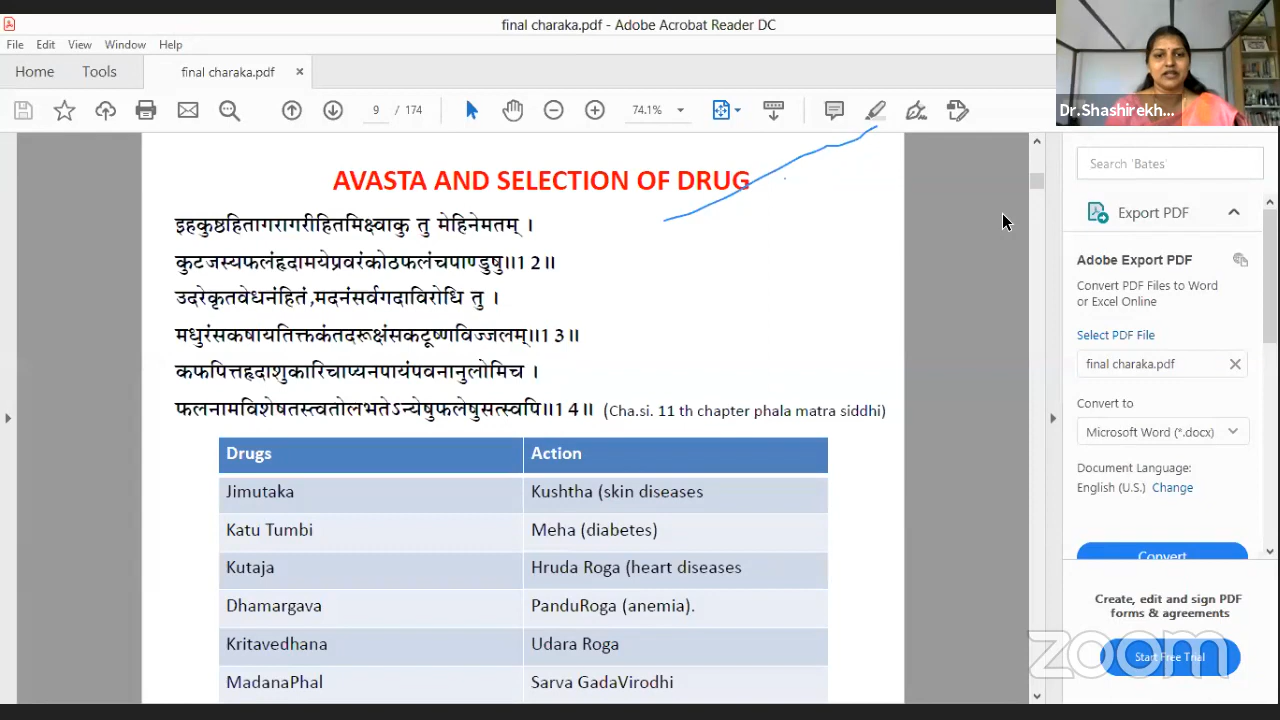 final charaka.pdf - Adobe Acrobat Reader DC
File Edit View Window Help
Home Tools final charaka.pdf ×
9 / 174 74.1%
Dr.Shashirekh...
AVASTA AND SELECTION OF DRUG
इहकुष्ठहितागरागरीहितमिक्ष्वाकु तु मेहिनेमतम् ।
कुटजस्यफलंहृदामयेप्रवरंकोठफलंचपाण्डुषु॥12॥
उदरेकृतवेधनंहितं,मदनंसर्वगदाविरोधि तु ।
मधुरंसकषायतिक्तकंतदरूक्षंसकटूष्णविज्जलम्॥13॥
कफपित्तहृदाशुकारिचाप्यनपायंपवनानुलोमिच ।
फलनामविशेषतस्त्वतोलभतेऽन्येषुफलेषुसत्स्वपि॥14॥ (Cha.si. 11 th chapter phala matra siddhi)
Drugs Action
Jimutaka Kushtha (skin diseases
Katu Tumbi Meha (diabetes)
Kutaja Hruda Roga (heart diseases
Dhamargava PanduRoga (anemia).
Kritavedhana Udara Roga
MadanaPhal Sarva GadaVirodhi
Search 'Bates'
Export PDF
Adobe Export PDF
Convert PDF Files to Word
or Excel Online
Select PDF File
final charaka.pdf
Convert to
Microsoft Word (*.docx)
Document Language:
English (U.S.) Change
Convert
Create, edit and sign PDF
forms & agreements
Start Free Trial
zoom